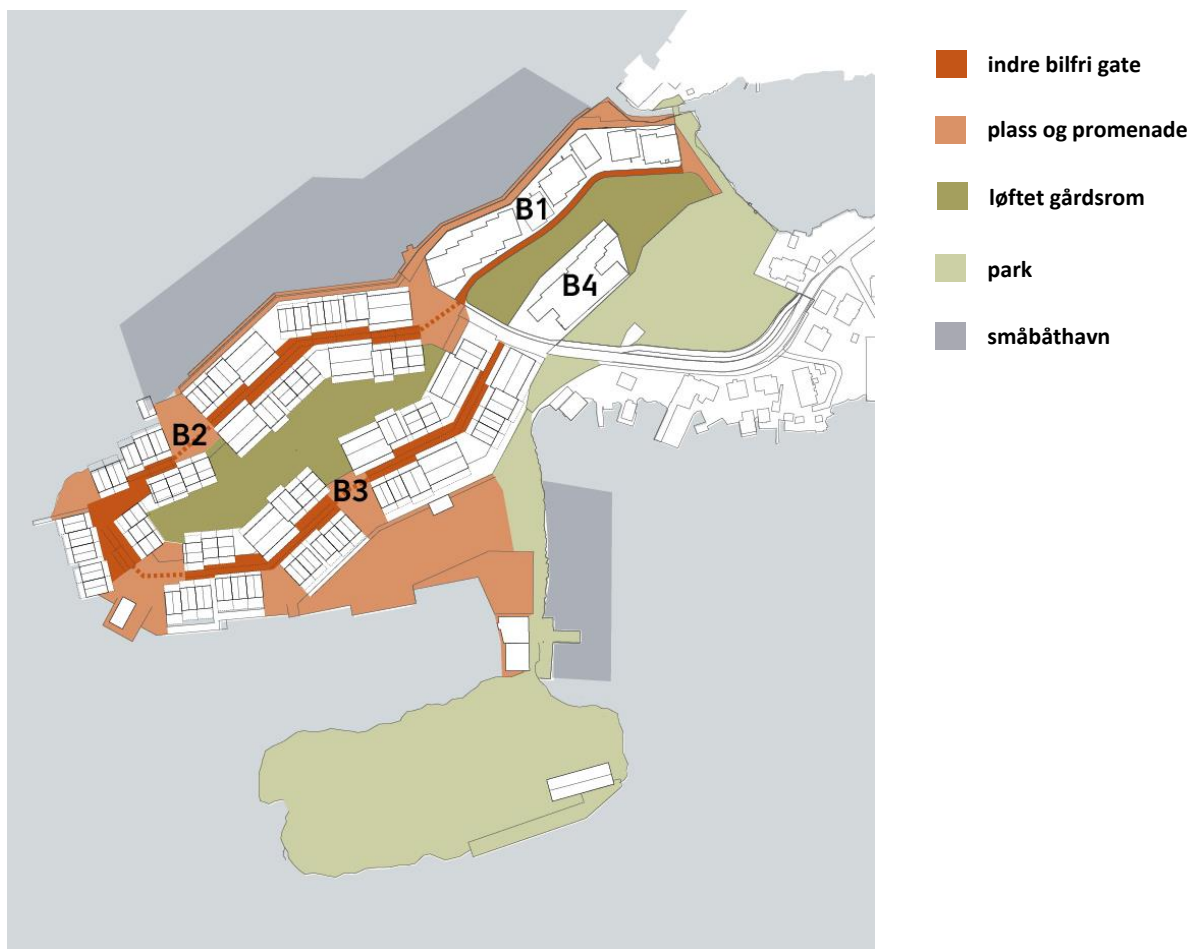 indre bilfri gate
plass og promenade
løftet gårdsrom
park
småbåthavn
B1
B4
B2
B3